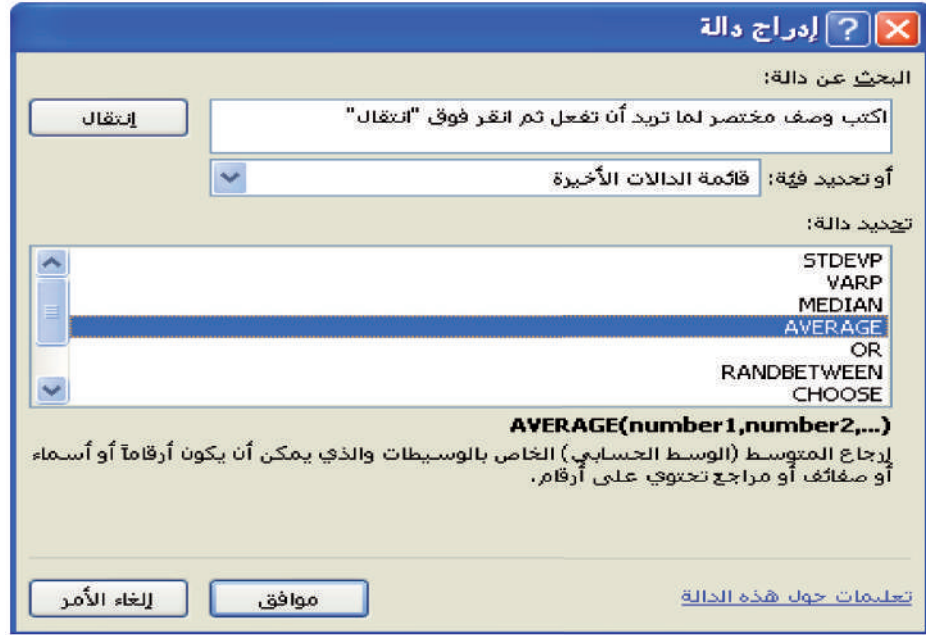 إدراج دالة
البحث عن دالة:
اكتب وصف مختصر لما تريد أن تفعل ثم انقر فوق "انتقال"
إنتقال
أو تحديد فئة: قائمة الدالات الأخيرة
تحديد دالة:
STDEVP
VARP
MEDIAN
AVERAGE
OR
RANDBETWEEN
CHOOSE
AVERAGE(number1,number2,...)
إرجاع المتوسط (الوسط الحسابي) الخاص بالوسيطات والذي يمكن أن يكون أرقاماً أو أسماء
أو صفائف أو مراجع تحتوي على أرقام.
تعليمات حول هذه الدالة
موافق
إلغاء الأمر